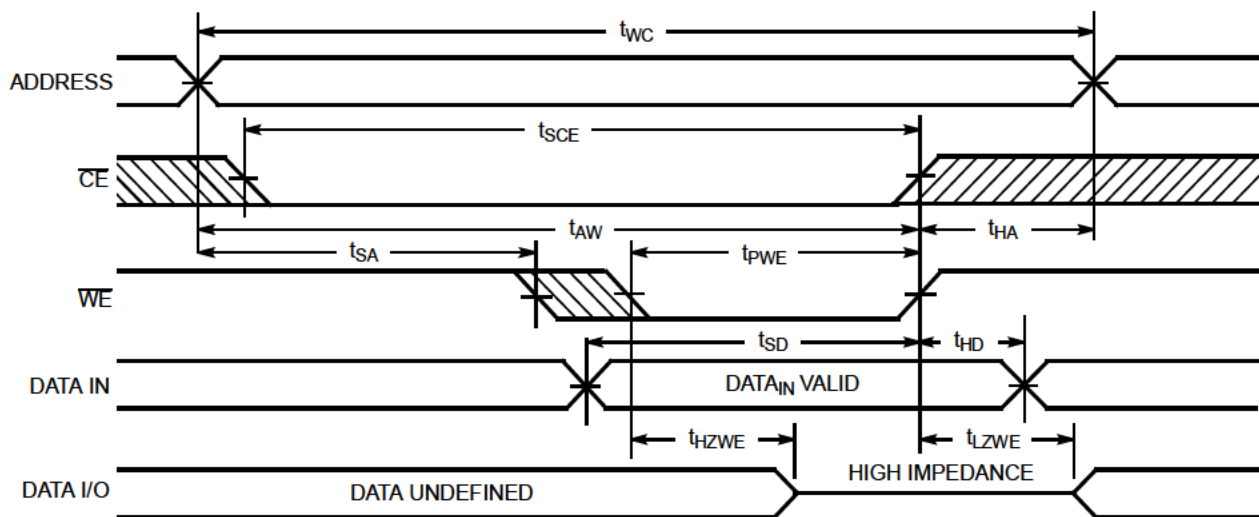 tWC
ADDRESS
tSCE
CE
tAW
tHA
tSA
tPWE
WE
tSD
tHD
DATA IN
DATAIN VALID
tHZWE
tLZWE
HIGH IMPEDANCE
DATA I/O
DATA UNDEFINED